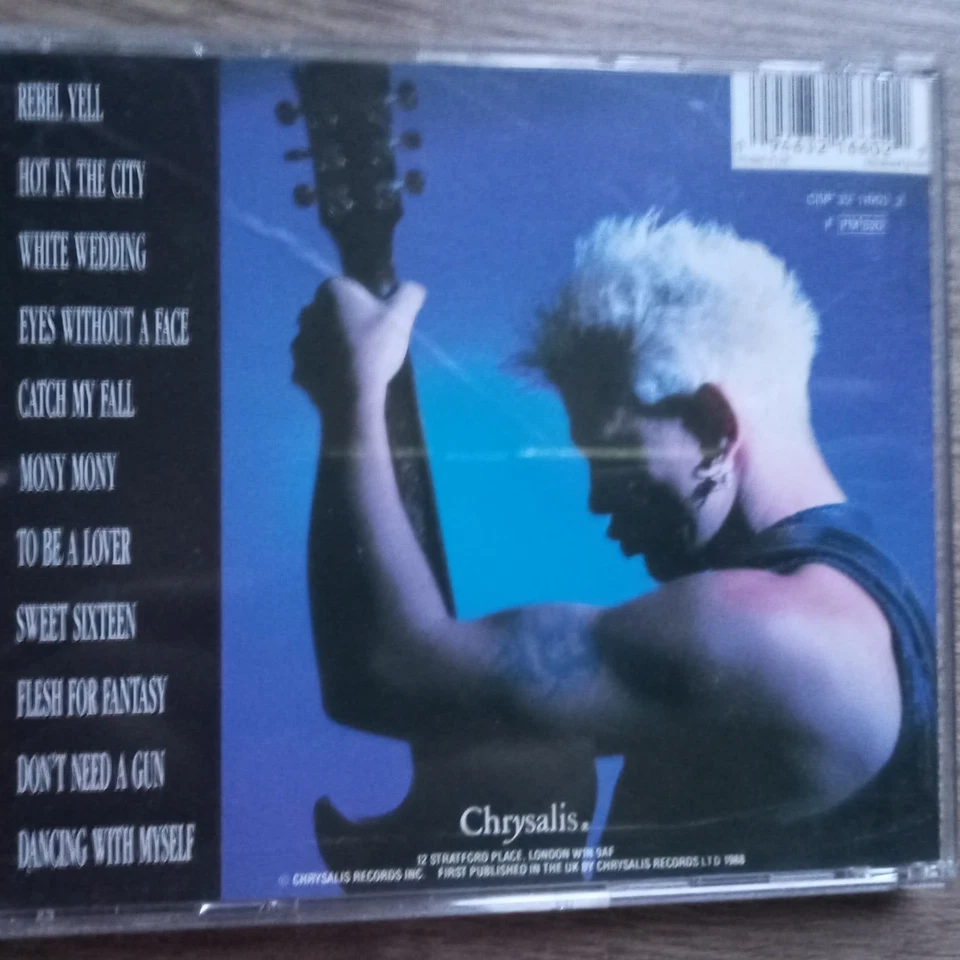 REBEL YELL
HOT IN THE CITY
WHITE WEDDING
EYES WITHOUT A FACE
CATCH MY FALL
MONY MONY
TO BE A LOVER
SWEET SIXTEEN
FLESH FOR FANTASY
DON'T NEED A GUN
DANCING WITH MYSELF
Chrysalis
12 STRATFORD PLACE, LONDON W1N 9AF
© CHRYSALIS RECORDS INC. FIRST PUBLISHED IN THE UK BY CHRYSALIS RECORDS LTD 1988